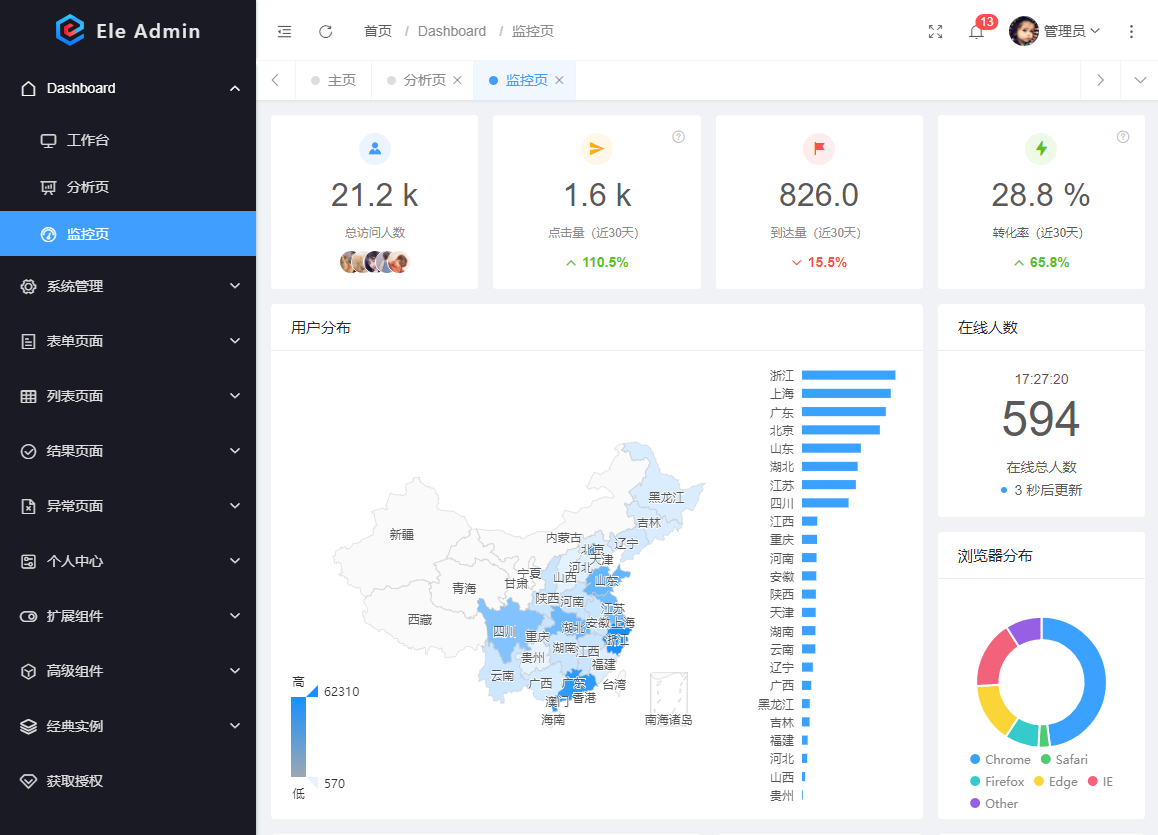 Ele Admin
Dashboard
工作台
分析页
监控页
系统管理
表单页面
列表页面
结果页面
异常页面
个人中心
扩展组件
高级组件
经典实例
获取授权
首页 / Dashboard / 监控页
13
管理员
主页
分析页
监控页
21.2 k
总访问人数
1.6 k
点击量（近30天）
110.5%
826.0
到达量（近30天）
15.5%
28.8 %
转化率（近30天）
65.8%
用户分布
黑龙江
吉林
新疆
内蒙古
辽宁
北京
天津
河北
宁夏
山西
山东
甘肃
青海
陕西
河南
江苏
西藏
安徽
上海
四川
湖北
重庆
浙江
湖南
江西
贵州
福建
云南
广西
广东
台湾
澳门
香港
海南
南海诸岛
高
62310
570
低
浙江
上海
广东
北京
山东
湖北
江苏
四川
江西
重庆
河南
安徽
陕西
天津
湖南
云南
辽宁
广西
黑龙江
吉林
福建
河北
山西
贵州
在线人数
17:27:20
594
在线总人数
3 秒后更新
浏览器分布
Chrome Safari
Firefox Edge IE
Other